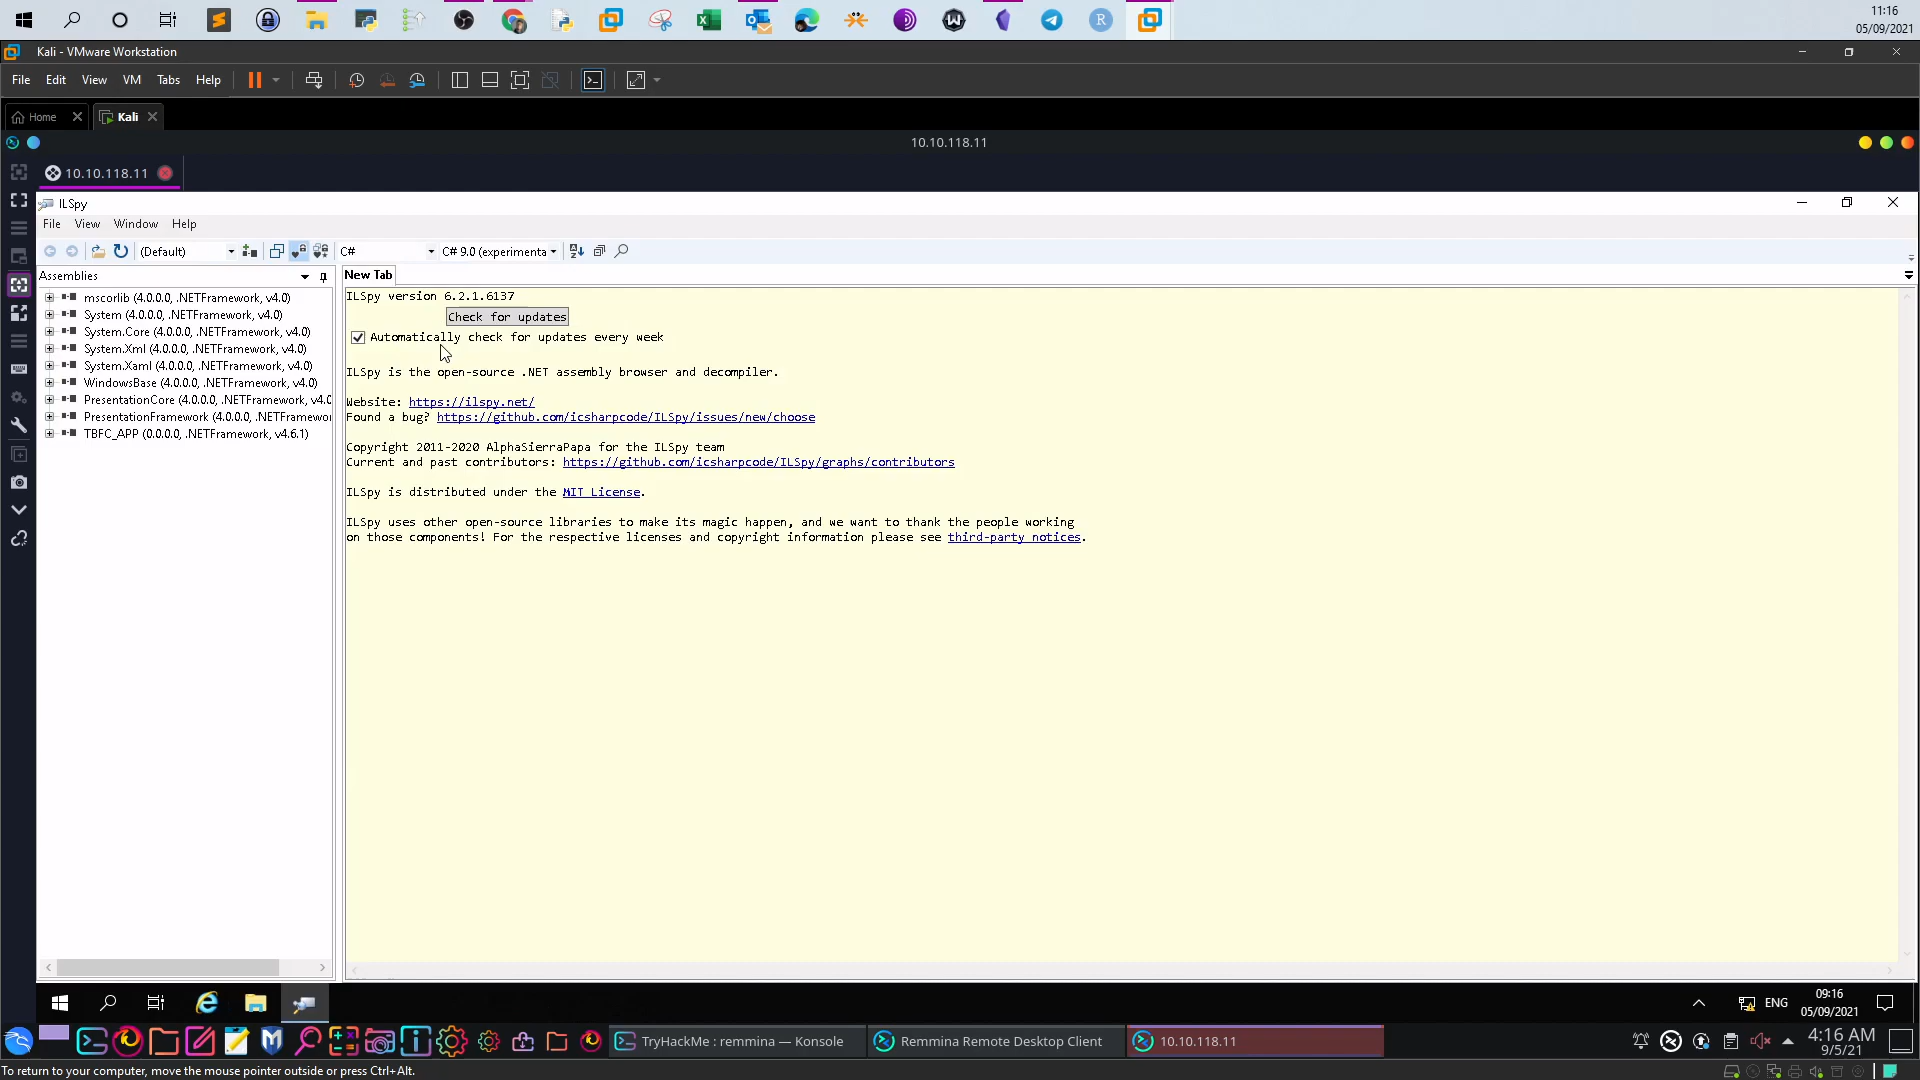 11:16
05/09/2021
Kali - VMware Workstation
File Edit View VM Tabs Help
Home Kali
10.10.118.11
10.10.118.11
ILSpy
File View Window Help
(Default) C# C# 9.0 (experimenta
Assemblies
New Tab
mscorlib (4.0.0.0, .NETFramework, v4.0)
System (4.0.0.0, .NETFramework, v4.0)
System.Core (4.0.0.0, .NETFramework, v4.0)
System.Xml (4.0.0.0, .NETFramework, v4.0)
System.Xaml (4.0.0.0, .NETFramework, v4.0)
WindowsBase (4.0.0.0, .NETFramework, v4.0)
PresentationCore (4.0.0.0, .NETFramework, v4.0
PresentationFramework (4.0.0.0, .NETFramewor
TBFC_APP (0.0.0.0, .NETFramework, v4.6.1)
ILSpy version 6.2.1.6137
Check for updates
Automatically check for updates every week
ILSpy is the open-source .NET assembly browser and decompiler.
Website: https://ilspy.net/
Found a bug? https://github.com/icsharpcode/ILSpy/issues/new/choose
Copyright 2011-2020 AlphaSierraPapa for the ILSpy team
Current and past contributors: https://github.com/icsharpcode/ILSpy/graphs/contributors
ILSpy is distributed under the MIT License.
ILSpy uses other open-source libraries to make its magic happen, and we want to thank the people working
on those components! For the respective licenses and copyright information please see third-party notices.
ENG
09:16
05/09/2021
TryHackMe : remmina — Konsole
Remmina Remote Desktop Client
10.10.118.11
4:16 AM
9/5/21
To return to your computer, move the mouse pointer outside or press Ctrl+Alt.